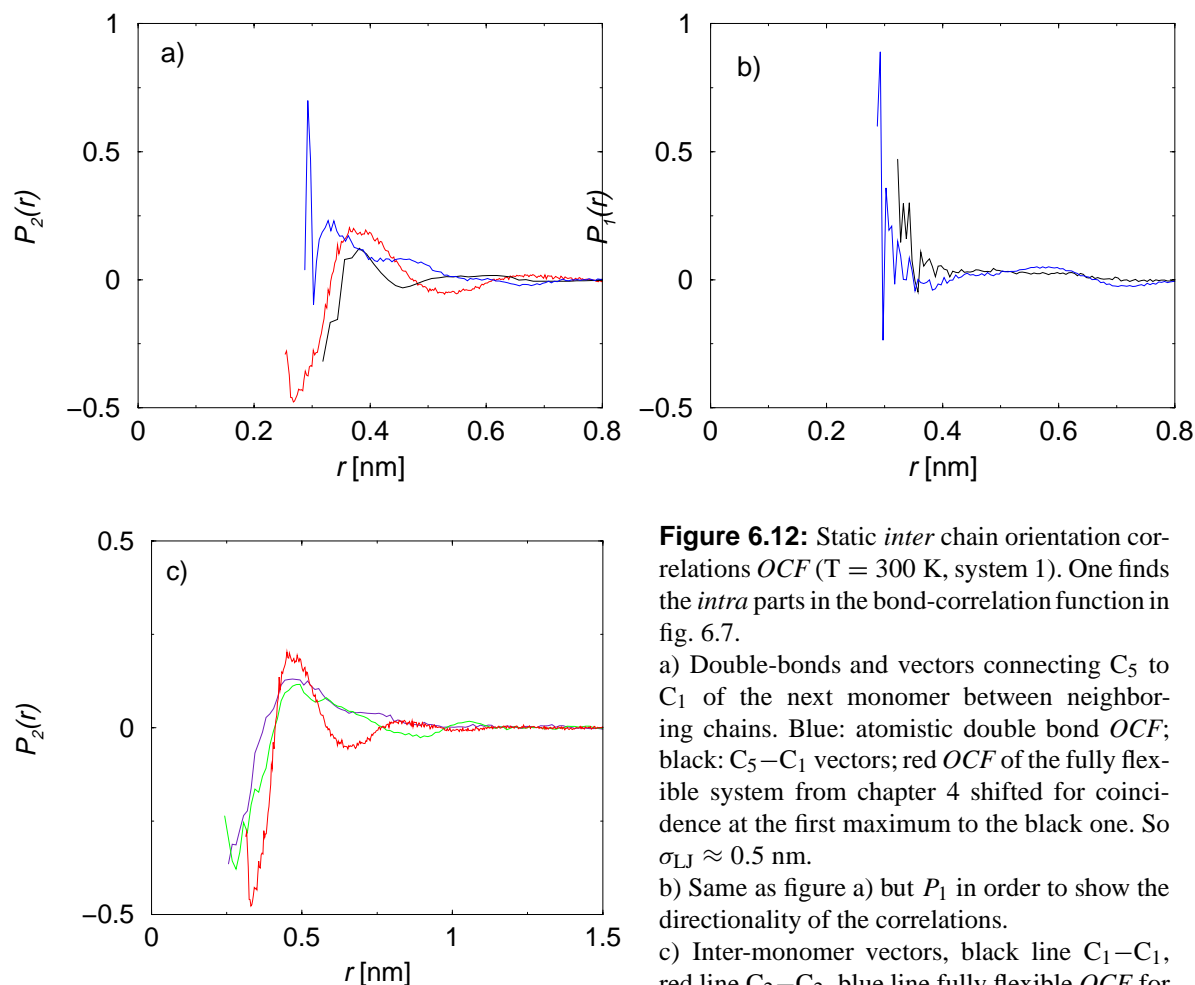 1
a)
0.5
P2(r)
0
−0.5
0 0.2 0.4 0.6 0.8
r [nm]
1
b)
0.5
P1(r)
0
−0.5
0 0.2 0.4 0.6 0.8
r [nm]
0.5
c)
P2(r)
0
−0.5
0 0.5 1 1.5
r [nm]
Figure 6.12: Static inter chain orientation cor-
relations OCF (T = 300 K, system 1). One finds
the intra parts in the bond-correlation function in
fig. 6.7.
a) Double-bonds and vectors connecting C5 to
C1 of the next monomer between neighbor-
ing chains. Blue: atomistic double bond OCF;
black: C5−C1 vectors; red OCF of the fully flex-
ible system from chapter 4 shifted for coinci-
dence at the first maximum to the black one. So
σLJ ≈ 0.5 nm.
b) Same as figure a) but P1 in order to show the
directionality of the correlations.
c) Inter-monomer vectors, black line C1−C1,
blue line fully flexible OCF for